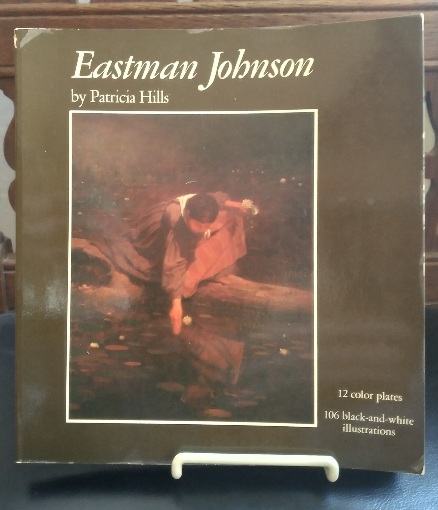 Eastman Johnson
by Patricia Hills
12 color plates
106 black-and-white
illustrations